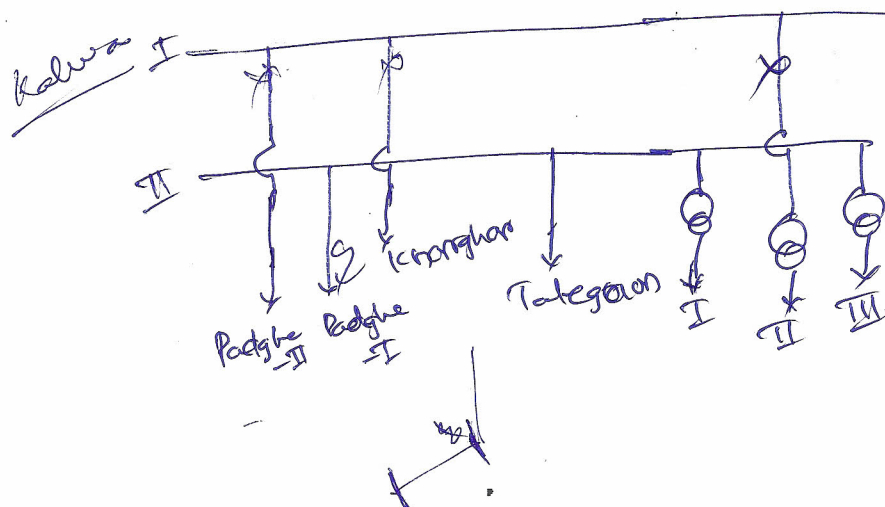 Kalwa I
II
Kharghar
Talegaon
I
II
III
Padghe
-II
Padghe
-I